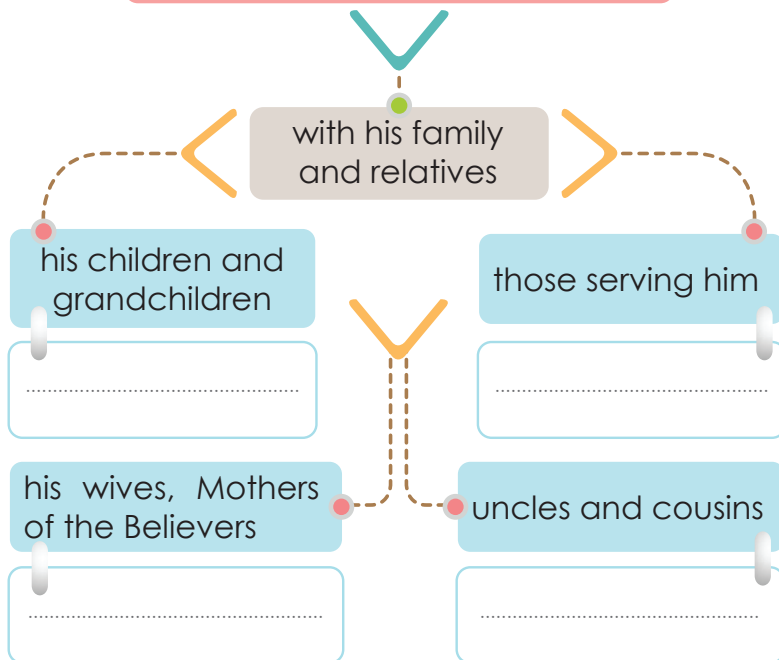 with his family
and relatives
his children and
grandchildren
those serving him
his wives, Mothers
of the Believers
uncles and cousins